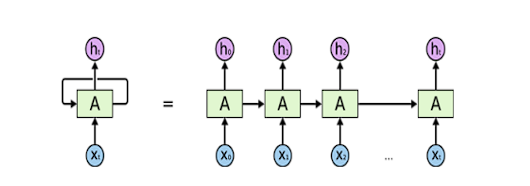 hₜ h₀ h₁ h₂ hₜ
A = A A A A
xₜ x₀ x₁ x₂ ... xₜ